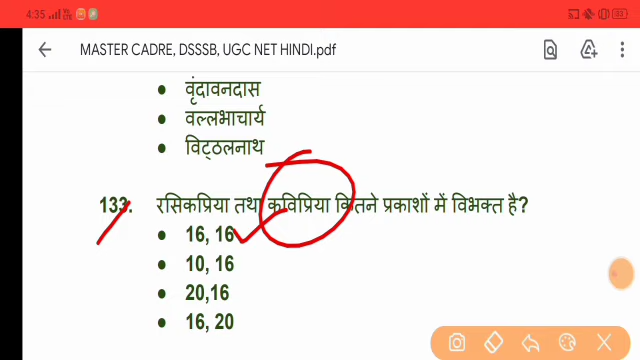 4:35
MASTER CADRE, DSSSB, UGC NET HINDI.pdf
• वृंदावनदास
• वल्लभाचार्य
• विट्ठलनाथ
133. रसिकप्रिया तथा कविप्रिया कितने प्रकाशों में विभक्त है?
• 16, 16
• 10, 16
• 20,16
• 16, 20